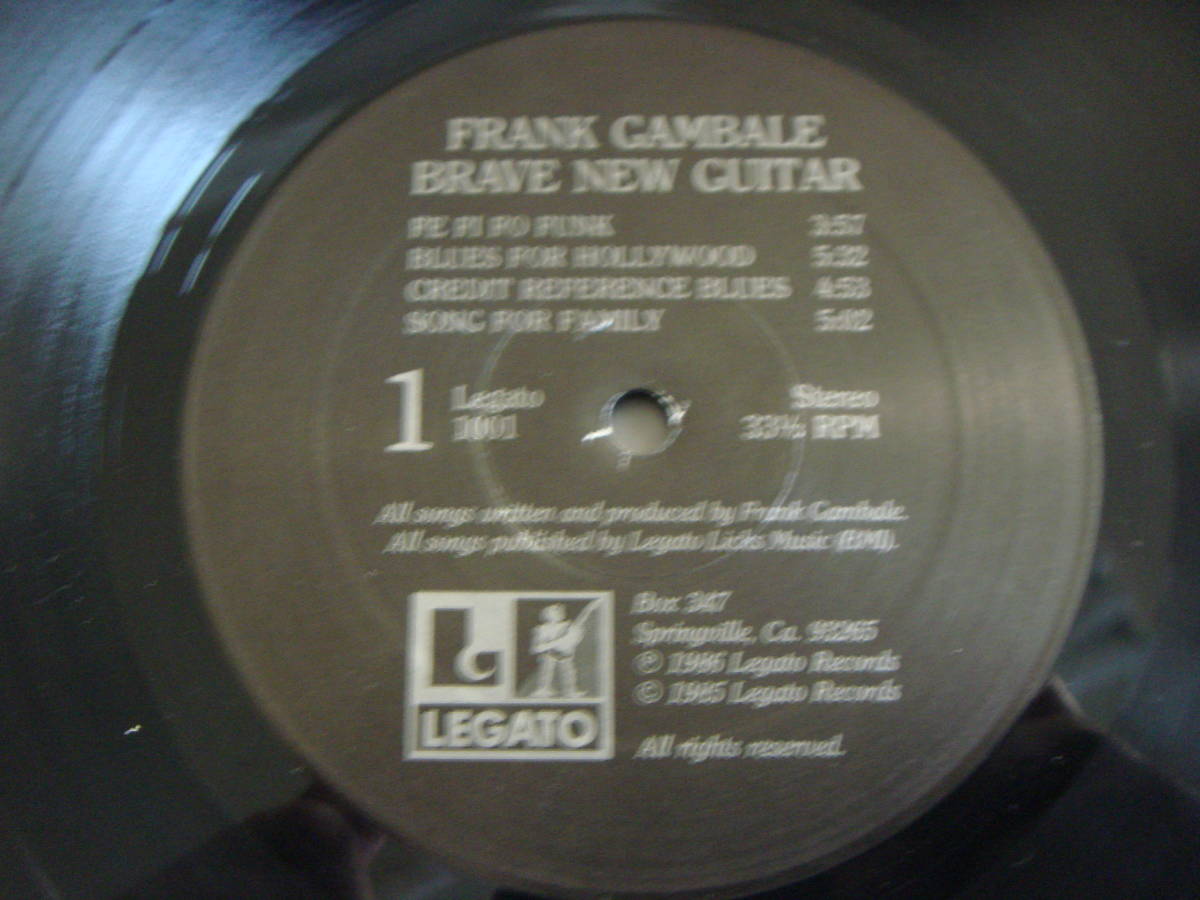 FRANK GAMBALE
BRAVE NEW GUITAR
FE FI FO FUNK 3:57
BLUES FOR HOLLYWOOD 5:32
CREDIT REFERENCE BLUES 4:53
SONG FOR FAMILY 5:02
1 Legato Stereo
1001 33⅓ RPM
All songs written and produced by Frank Gambale.
All songs published by Legato Licks Music (BMI).
Box 347
Springville, Ca. 93265
℗ 1986 Legato Records
© 1985 Legato Records
LEGATO
All rights reserved.